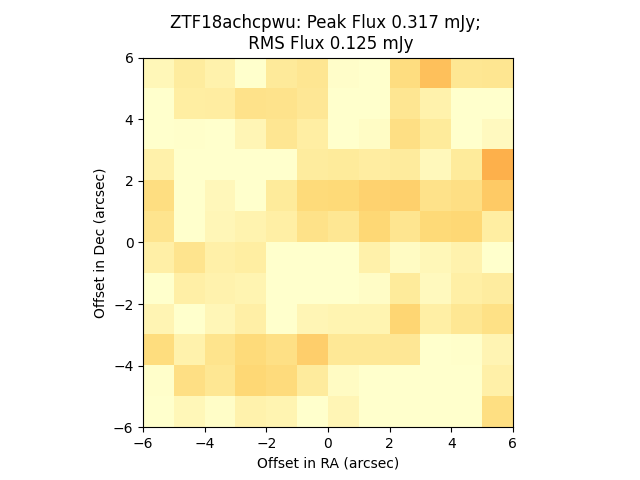 ZTF18achcpwu: Peak Flux 0.317 mJy;
RMS Flux 0.125 mJy
6
4
2
0
−2
−4
−6
Offset in Dec (arcsec)
−6 −4 −2 0 2 4 6
Offset in RA (arcsec)